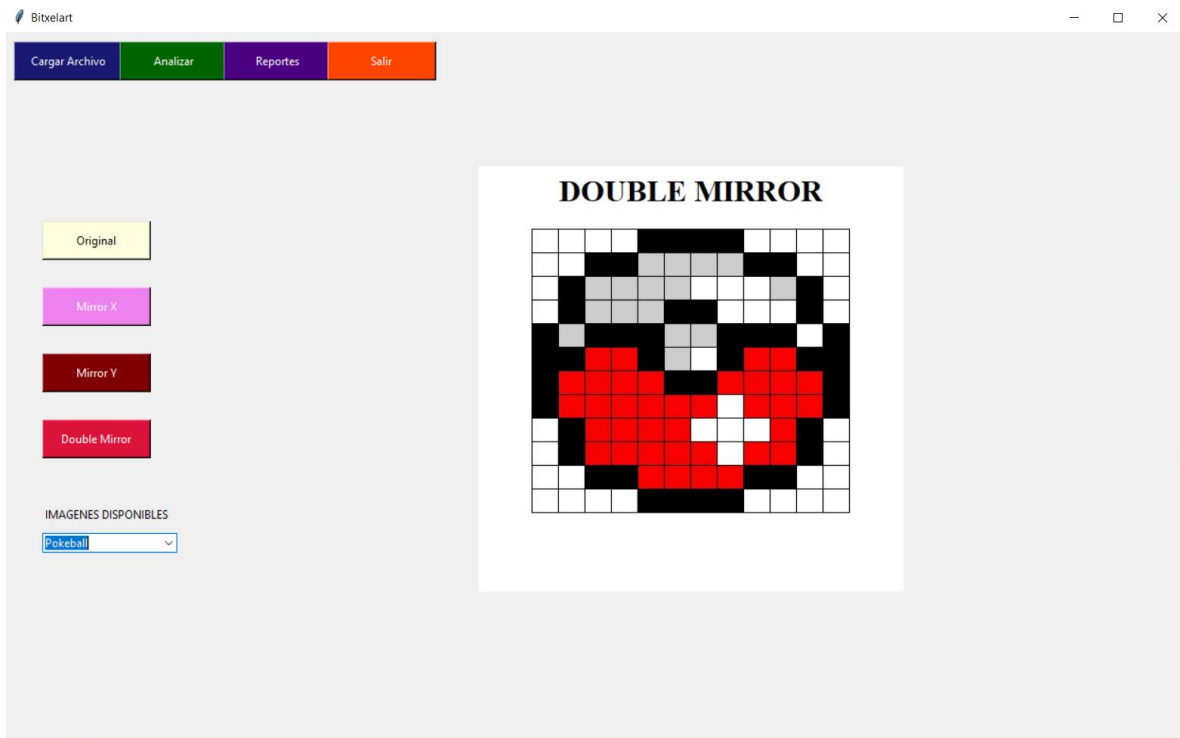 Bitxelart
Cargar Archivo Analizar Reportes Salir
DOUBLE MIRROR
Original
Mirror X
Mirror Y
Double Mirror
IMAGENES DISPONIBLES
Pokeball